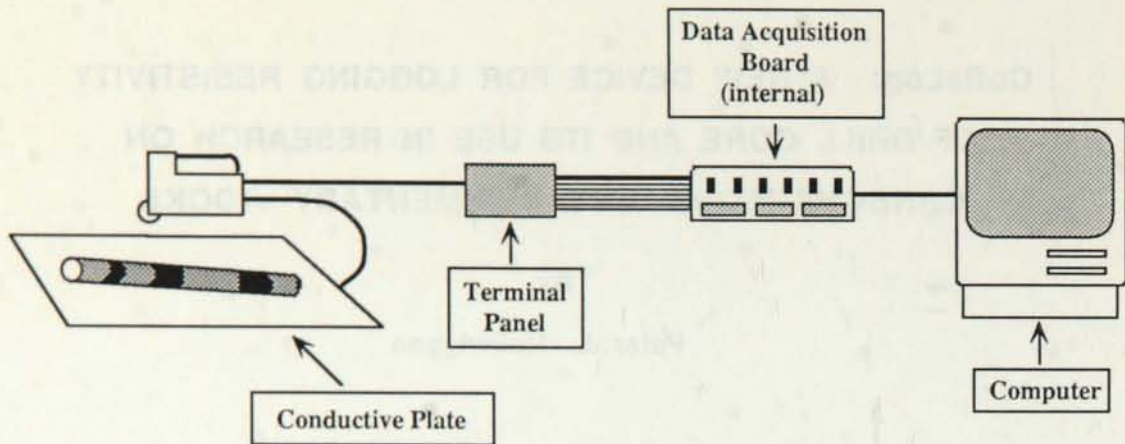 Data Acquisition
Board
(internal)
Terminal
Panel
Conductive Plate
Computer